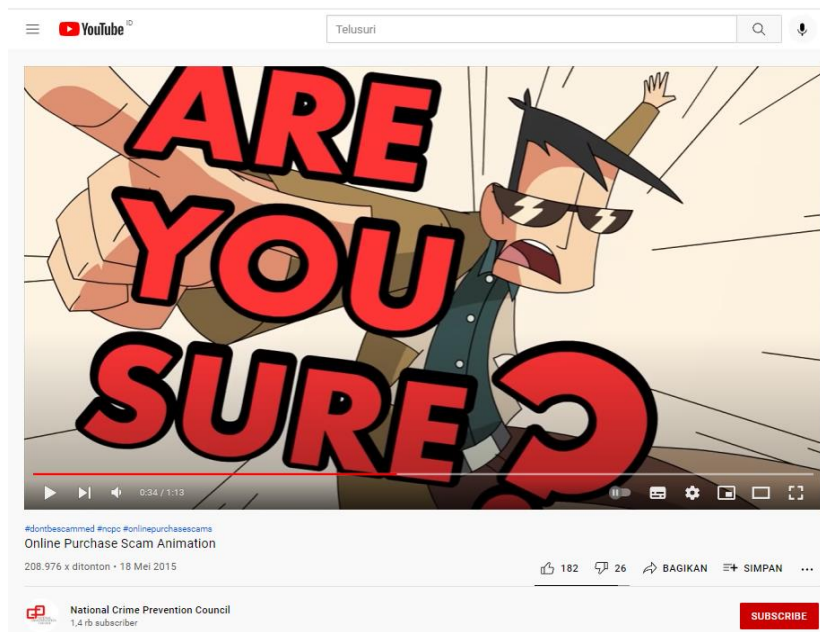 YouTube ID
Telusuri
ARE
YOU
SURE?
0:34 / 1:13
#dontbescammed #ncpc #onlinepurchasescams
Online Purchase Scam Animation
208.976 x ditonton • 18 Mei 2015
182 26 BAGIKAN SIMPAN ...
National Crime Prevention Council
1,4 rb subscriber
SUBSCRIBE